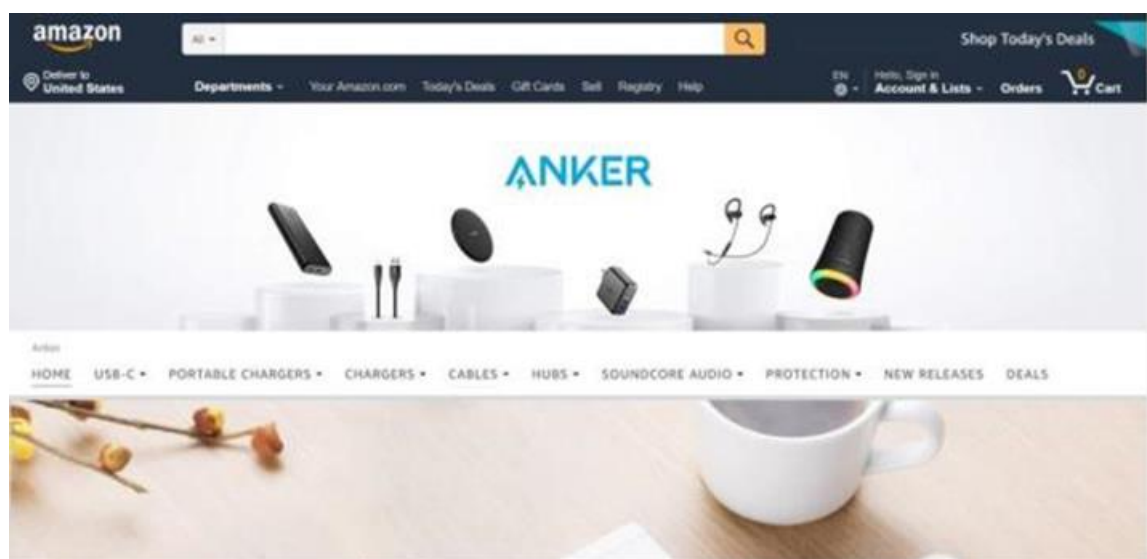 amazon
All
Shop Today's Deals
Deliver to
United States
Departments
Your Amazon.com Today's Deals Gift Cards Sell Registry Help
EN
Hello, Sign in
Account & Lists
Orders
0
Cart
ANKER
Anker
HOME USB-C PORTABLE CHARGERS CHARGERS CABLES HUBS SOUNDCORE AUDIO PROTECTION NEW RELEASES DEALS